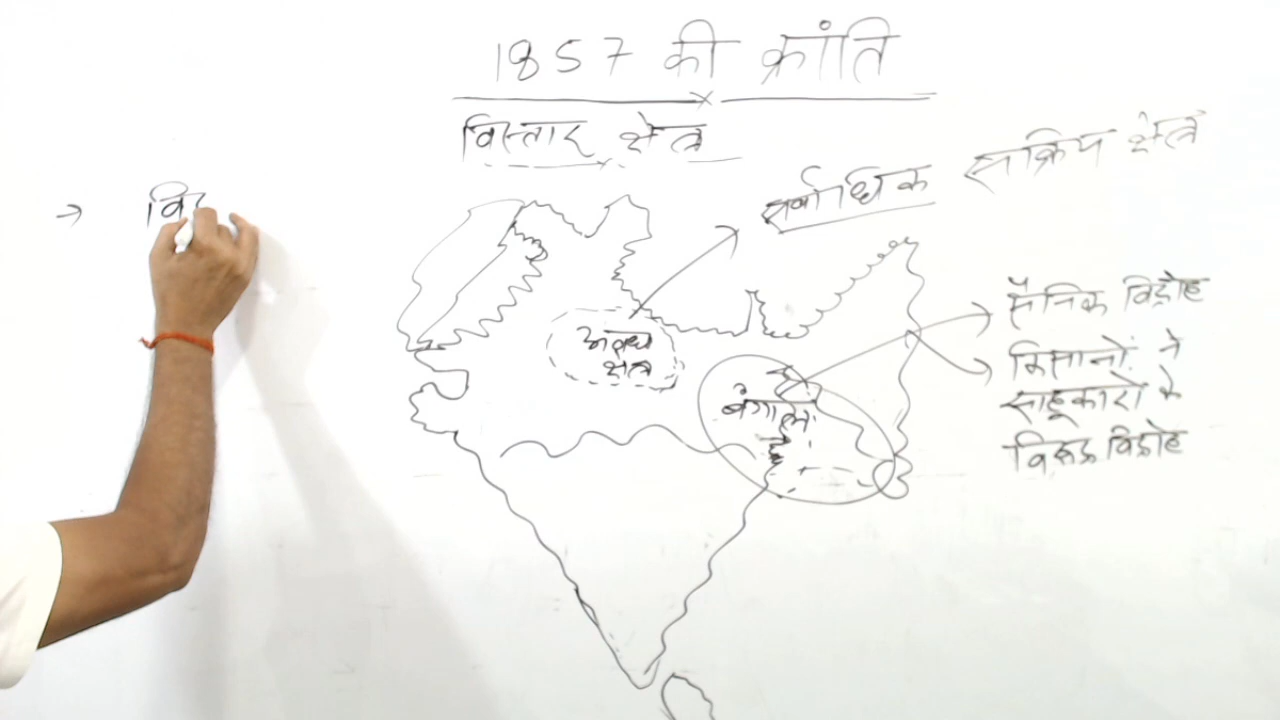 1857 की क्रांति
विस्तार क्षेत्र
सर्वाधिक सक्रिय क्षेत्र
→ वि
अवध
क्षेत्र
बंगाल
सैनिक विद्रोह
किसानों ने
साहूकारो के
विरूद्ध विद्रोह